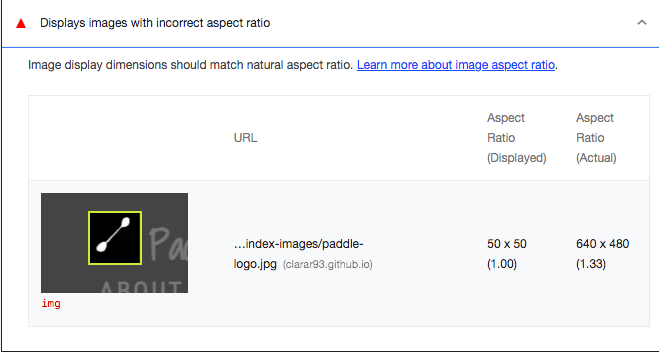 Displays images with incorrect aspect ratio
Image display dimensions should match natural aspect ratio. Learn more about image aspect ratio.
URL
Aspect Ratio (Displayed)
Aspect Ratio (Actual)
Pa
ABOUT
img
…index-images/paddle-
logo.jpg (clarar93.github.io)
50 x 50
(1.00)
640 x 480
(1.33)